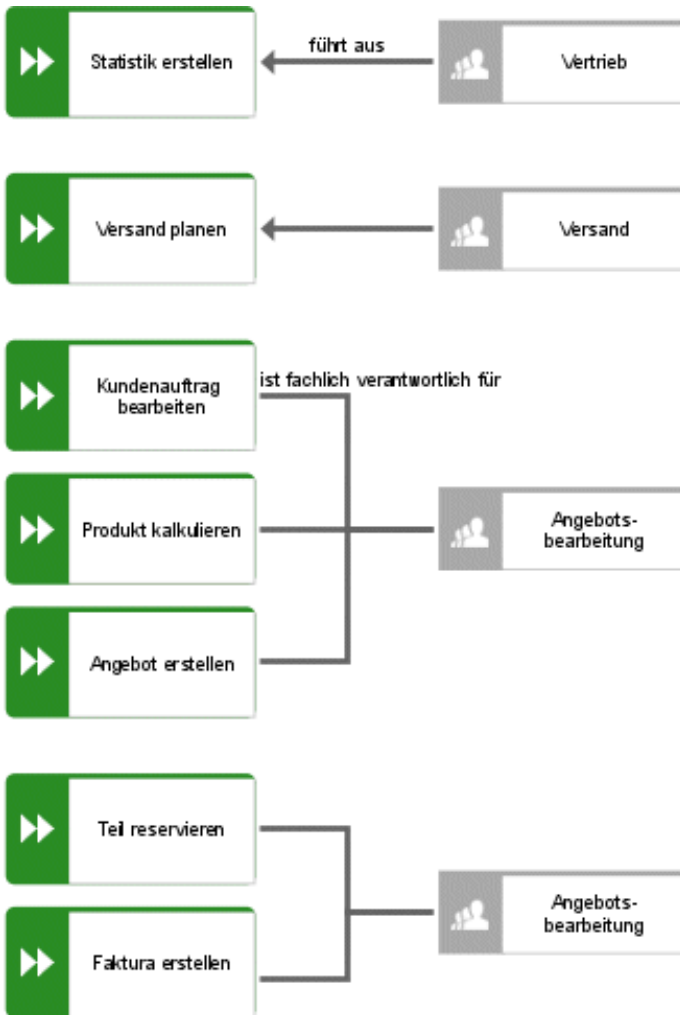 Statistik erstellen
führt aus
Vertrieb
Versand planen
Versand
Kundenauftrag
bearbeiten
ist fachlich verantwortlich für
Produkt kalkulieren
Angebots-
bearbeitung
Angebot erstellen
Teil reservieren
Angebots-
bearbeitung
Faktura erstellen